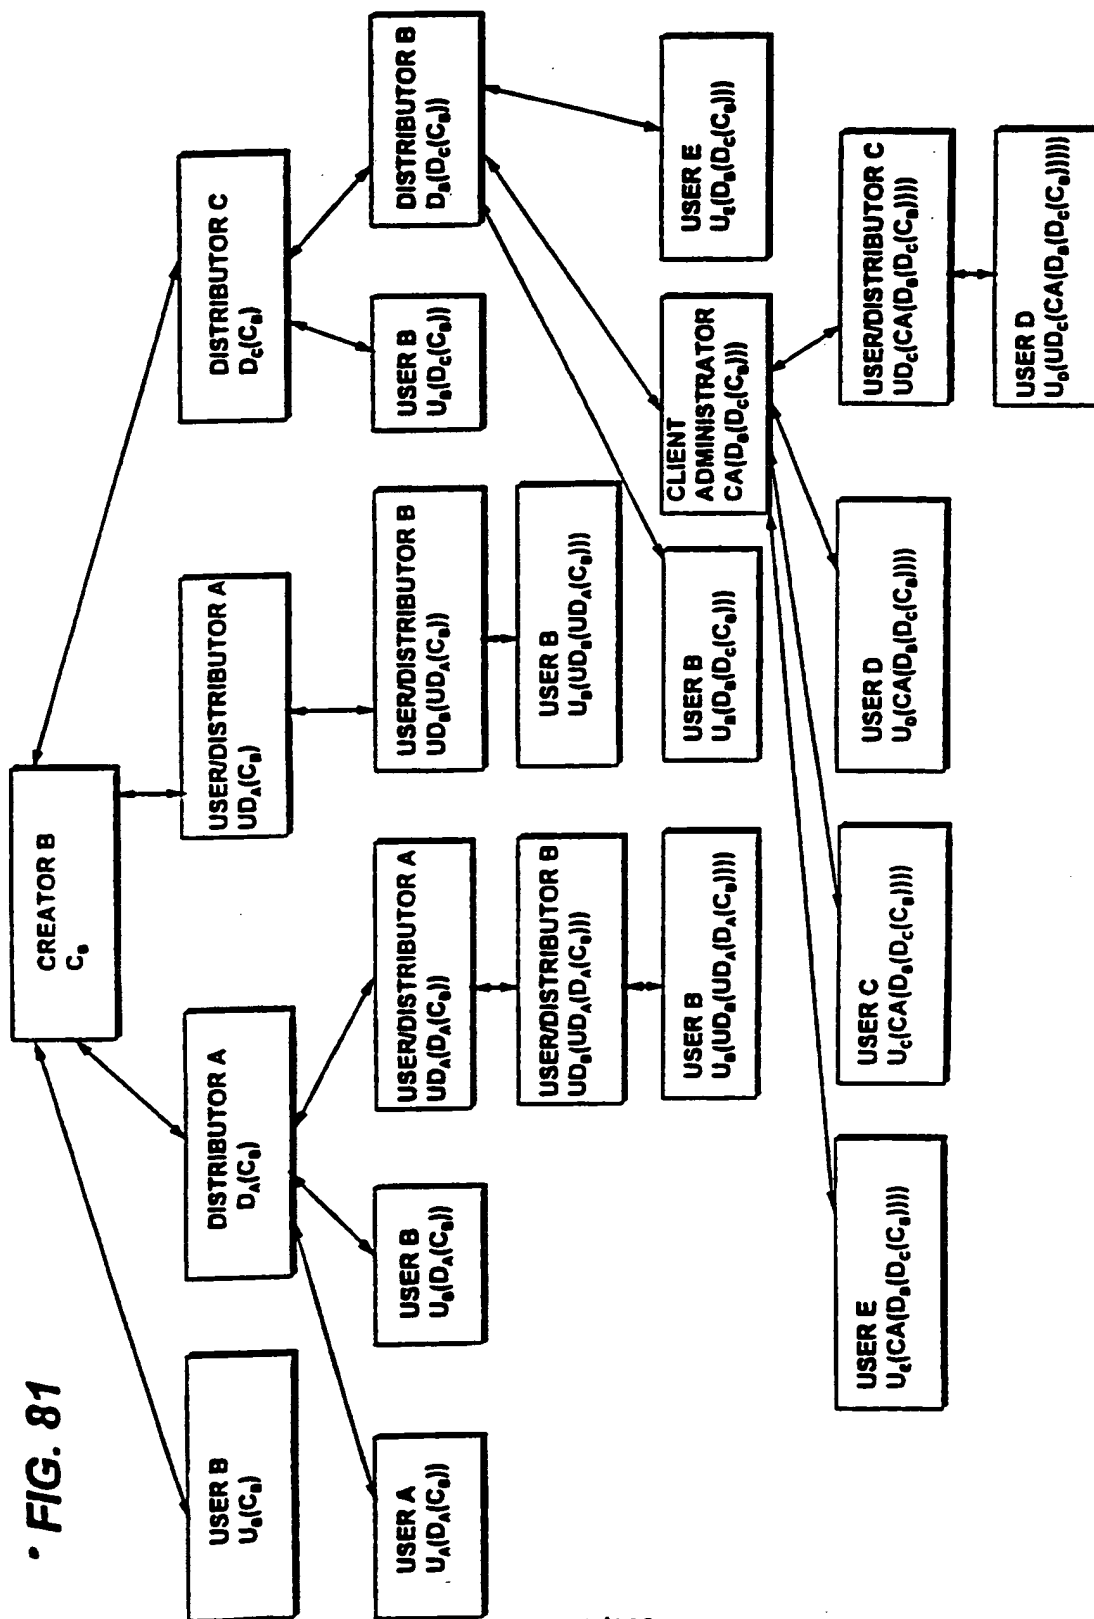 FIG. 81
CREATOR B
C_B
USER B
U_B(C_B)
DISTRIBUTOR A
D_A(C_B)
USER/DISTRIBUTOR A
UD_A(C_B)
DISTRIBUTOR C
D_C(C_B)
USER A
U_A(D_A(C_B))
USER B
U_B(D_A(C_B))
USER/DISTRIBUTOR A
UD_A(D_A(C_B))
USER/DISTRIBUTOR B
UD_B(UD_A(C_B))
USER B
U_B(D_C(C_B))
DISTRIBUTOR B
D_B(D_C(C_B))
USER/DISTRIBUTOR B
UD_B(UD_A(D_A(C_B)))
USER B
U_B(UD_B(UD_A(C_B)))
USER B
U_B(UD_B(UD_A(D_A(C_B))))
USER B
U_B(D_B(D_C(C_B)))
CLIENT
ADMINISTRATOR
CA(D_B(D_C(C_B)))
USER E
U_E(D_B(D_C(C_B)))
USER E
U_E(CA(D_B(D_C(C_B))))
USER C
U_C(CA(D_B(D_C(C_B))))
USER D
U_D(CA(D_B(D_C(C_B))))
USER/DISTRIBUTOR C
UD_C(CA(D_B(D_C(C_B))))
USER D
U_D(UD_C(CA(D_B(D_C(C_B)))))